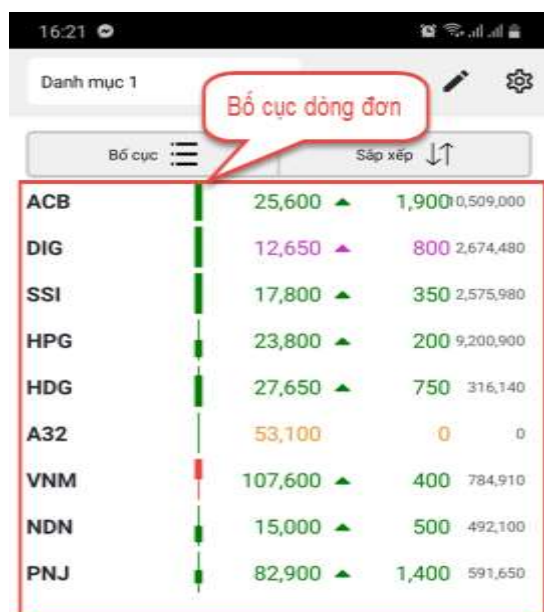 16:21
Danh mục 1
Bố cục dòng đơn
Bố cục
Sắp xếp
ACB 25,600 1,900 10,509,000
DIG 12,650 800 2,674,480
SSI 17,800 350 2,575,980
HPG 23,800 200 9,200,900
HDG 27,650 750 316,140
A32 53,100 0 0
VNM 107,600 400 784,910
NDN 15,000 500 492,100
PNJ 82,900 1,400 591,650